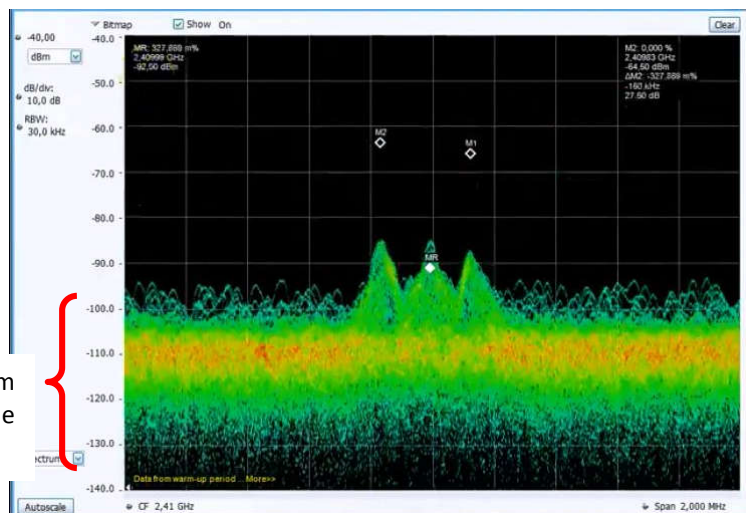 Bitmap
Show On
Clear
-40,00
dBm
dB/div:
10,0 dB
RBW:
30,0 kHz
-40.0
-50.0
-60.0
-70.0
-80.0
-90.0
-100.0
-110.0
-120.0
-130.0
-140.0
MR: 327,889 m%
2,40999 GHz
-92,00 dBm
M2: 0,000 %
2,40983 GHz
-64,50 dBm
ΔM2: -327,889 m%
-160 kHz
27.50 dB
M2
M1
MR
m
e
Data from warm-up period ...More>>
Autoscale
CF 2,41 GHz
Span 2,000 MHz